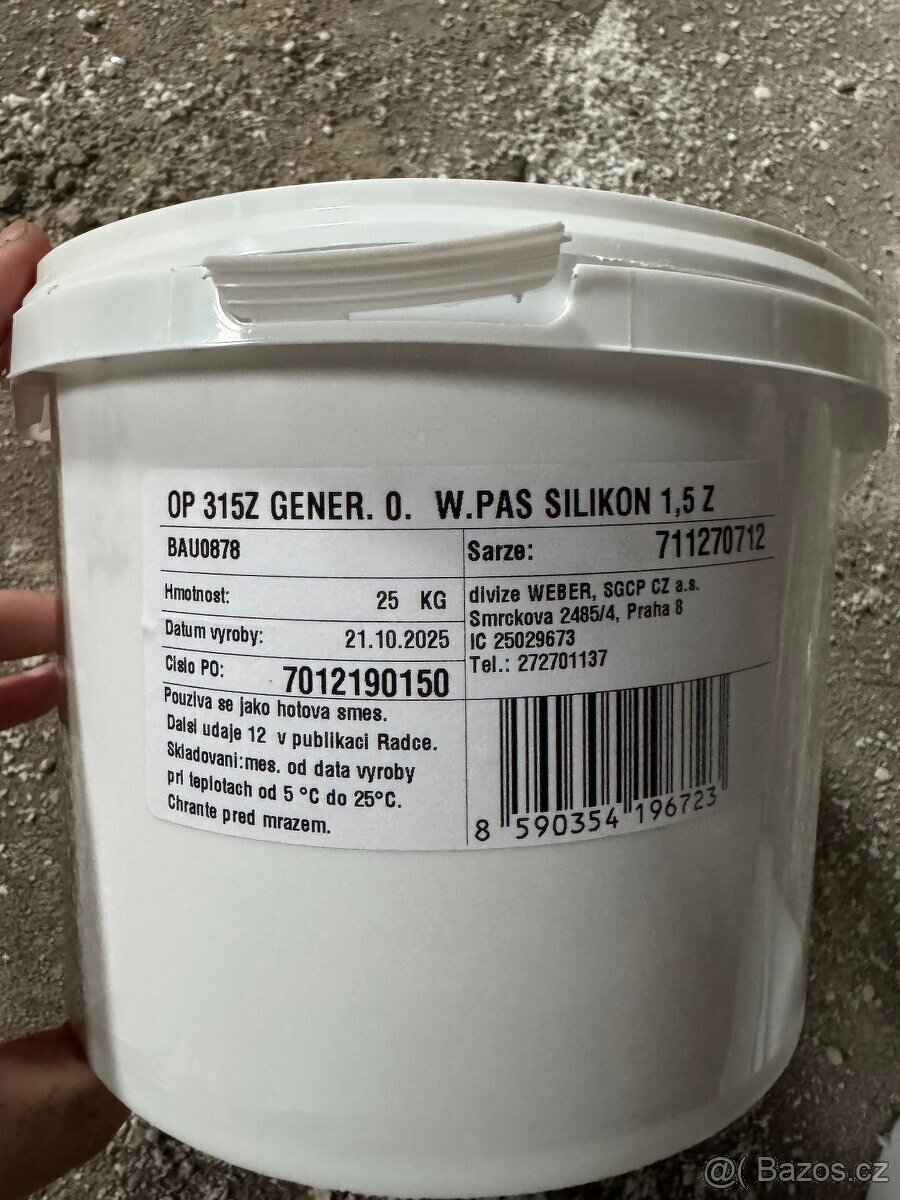 OP 315Z GENER. 0. W.PAS SILIKON 1,5 Z
BAU0878
Sarze: 711270712
Hmotnost: 25 KG
Datum vyroby: 21.10.2025
Cislo PO: 7012190150
divize WEBER, SGCP CZ a.s.
Smrckova 2485/4, Praha 8
IC 25029673
Tel.: 272701137
Pouziva se jako hotova smes.
Dalsi udaje 12 v publikaci Radce.
Skladovani:mes. od data vyroby
pri teplotach od 5 °C do 25°C.
Chrante pred mrazem.
8 590354 196723
@( Bazos.cz